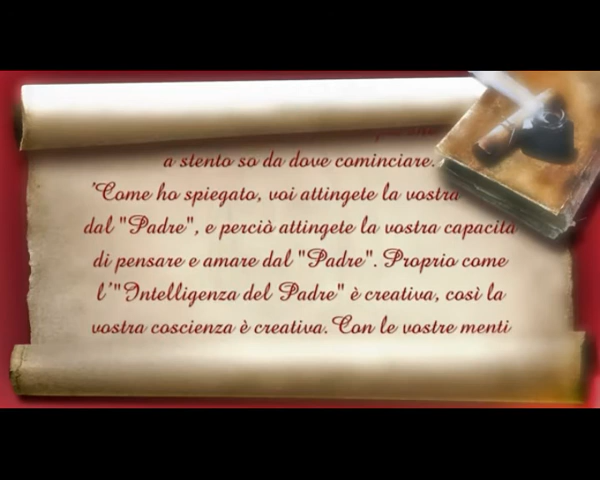 a stento so da dove cominciare.
"Come ho spiegato, voi attingete la vostra
dal "Padre", e perciò attingete la vostra capacità
di pensare e amare dal "Padre". Proprio come
l'"Intelligenza del Padre" è creativa, così la
vostra coscienza è creativa. Con le vostre menti